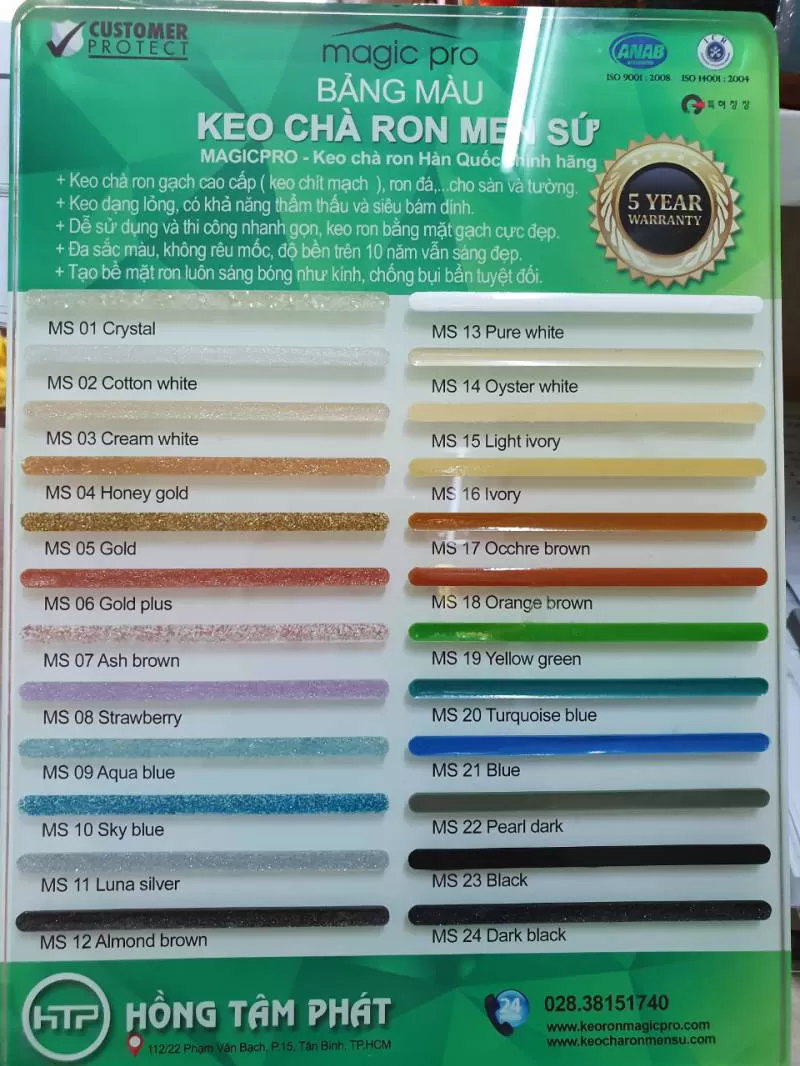 CUSTOMER
PROTECT
magic pro
ANAB
ISO 9001 : 2008
ISO 14001 : 2004
BẢNG MÀU
KEO CHÀ RON MEN SỨ
MAGICPRO - Keo chà ron Hàn Quốc chính hãng
+ Keo chà ron gạch cao cấp ( keo chít mạch ), ron đá,...cho sàn và tường.
+ Keo dạng lỏng, có khả năng thẩm thấu và siêu bám dính.
+ Dễ sử dụng và thi công nhanh gọn, keo ron bằng mặt gạch cực đẹp.
+ Đa sắc màu, không rêu mốc, độ bền trên 10 năm vẫn sáng đẹp.
+ Tạo bề mặt ron luôn sáng bóng như kính, chống bụi bẩn tuyệt đối.
5 YEAR
WARRANTY
MS 01 Crystal
MS 02 Cotton white
MS 03 Cream white
MS 04 Honey gold
MS 05 Gold
MS 06 Gold plus
MS 07 Ash brown
MS 08 Strawberry
MS 09 Aqua blue
MS 10 Sky blue
MS 11 Luna silver
MS 12 Almond brown
MS 13 Pure white
MS 14 Oyster white
MS 15 Light ivory
MS 16 Ivory
MS 17 Occhre brown
MS 18 Orange brown
MS 19 Yellow green
MS 20 Turquoise blue
MS 21 Blue
MS 22 Pearl dark
MS 23 Black
MS 24 Dark black
HTP
HỒNG TÂM PHÁT
112/22 Phạm Văn Bạch, P.15, Tân Bình, TP.HCM
24
028.38151740
www.keoronmagicpro.com
www.keocharonmensu.com